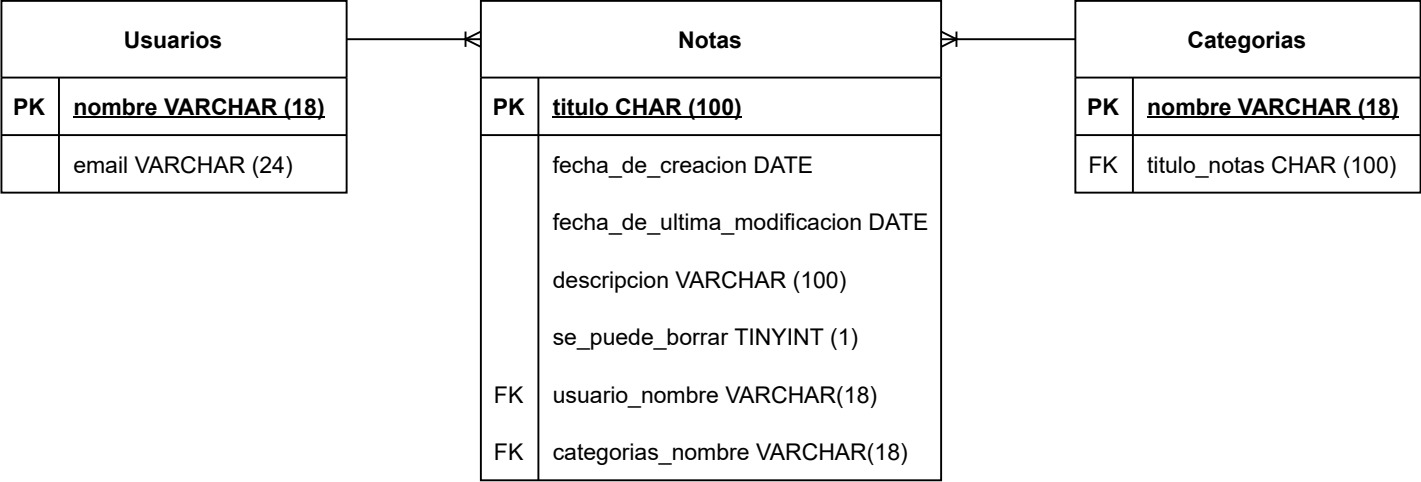 Usuarios
PK nombre VARCHAR (18)
email VARCHAR (24)
Notas
PK titulo CHAR (100)
fecha_de_creacion DATE
fecha_de_ultima_modificacion DATE
descripcion VARCHAR (100)
se_puede_borrar TINYINT (1)
FK usuario_nombre VARCHAR(18)
FK categorias_nombre VARCHAR(18)
Categorias
PK nombre VARCHAR (18)
FK titulo_notas CHAR (100)